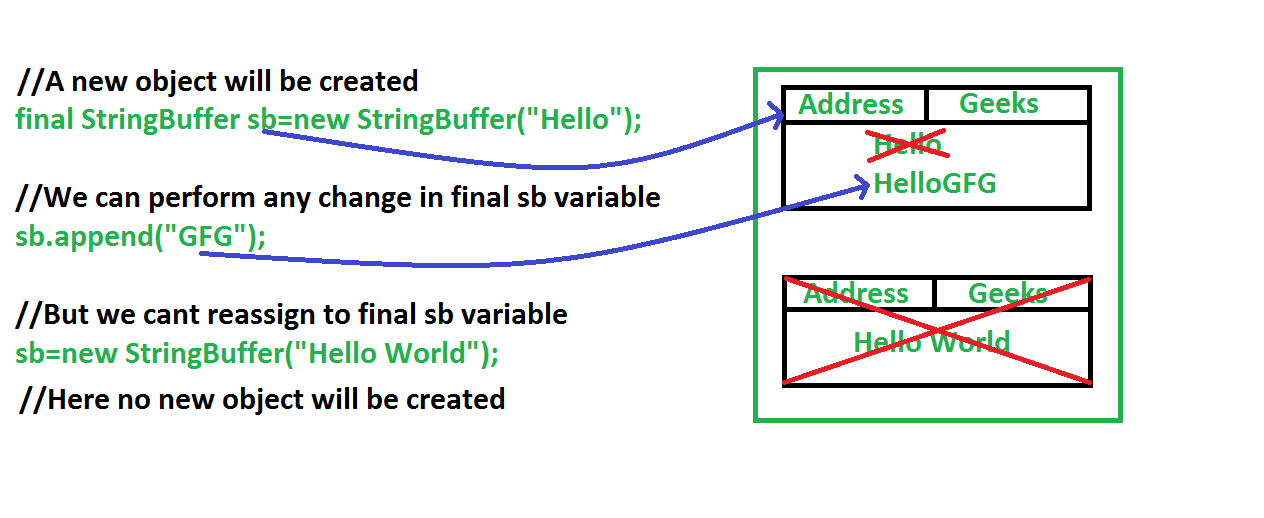 //A new object will be created
final StringBuffer sb=new StringBuffer("Hello");
//We can perform any change in final sb variable
sb.append("GFG");
//But we cant reassign to final sb variable
sb=new StringBuffer("Hello World");
//Here no new object will be created
Address Geeks
Hello
HelloGFG
Address Geeks
Hello World